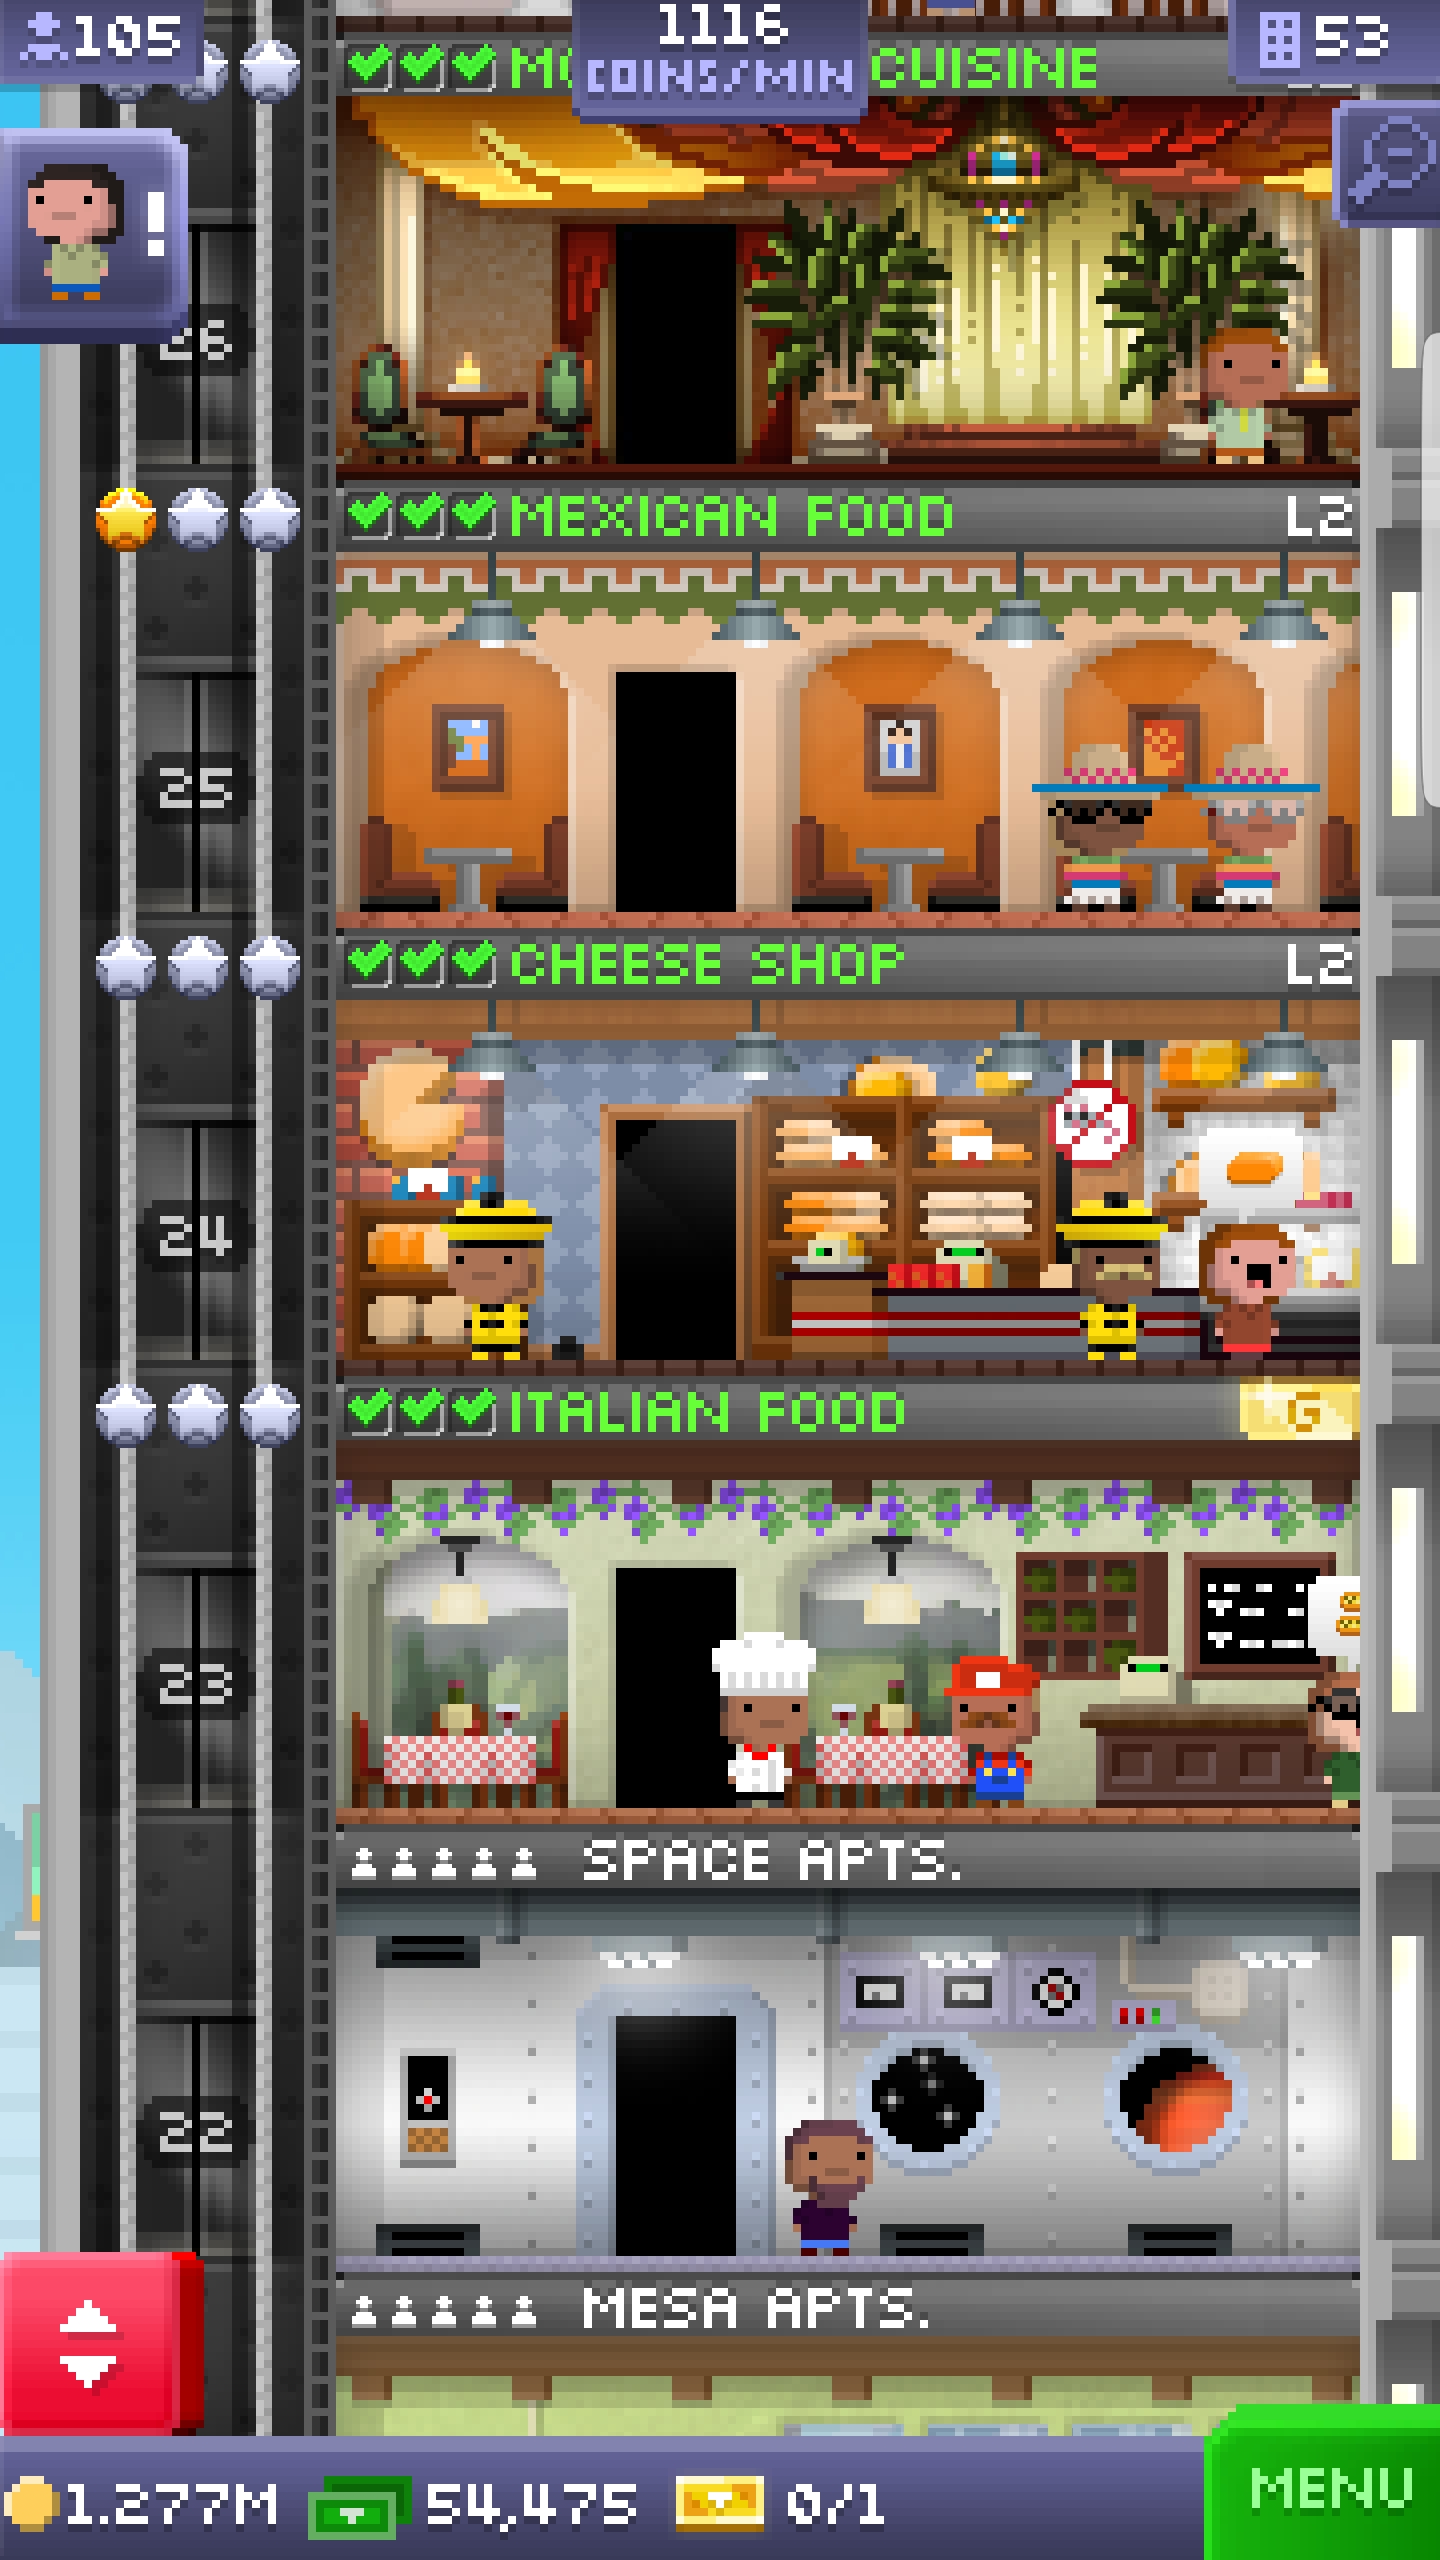 105
1116
COINS/MIN
53
CUISINE
26
MEXICAN FOOD
L2
25
CHEESE SHOP
L2
24
ITALIAN FOOD
G
23
SPACE APTS.
22
MESA APTS.
1.277M
54,475
0/1
MENU